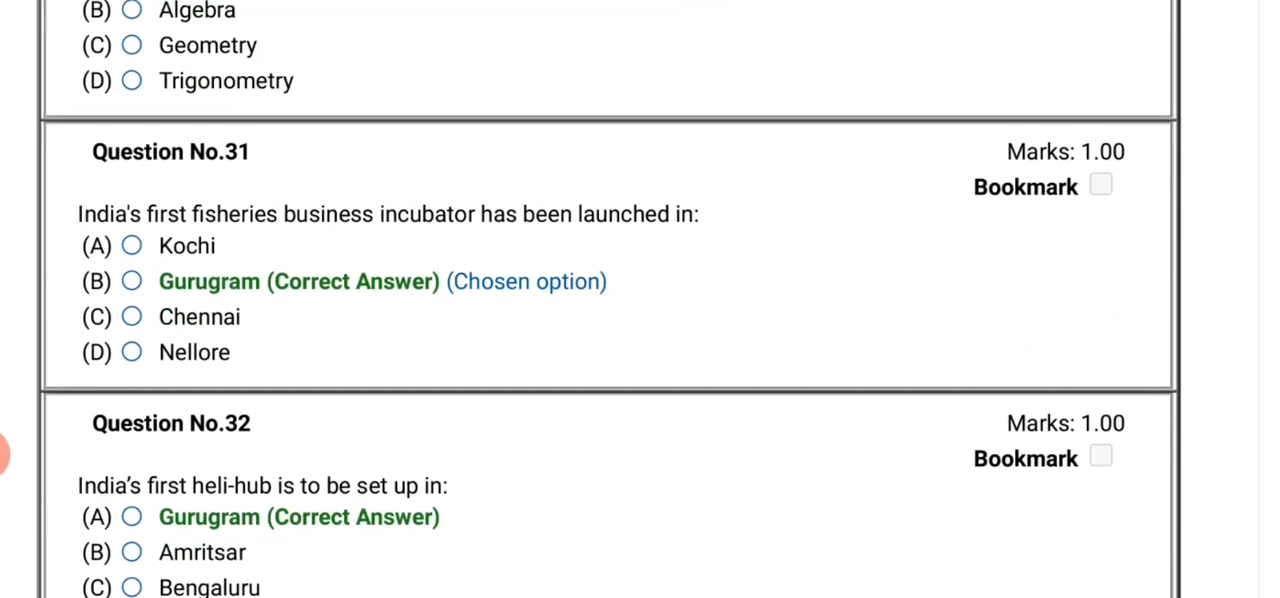 (B) Algebra
(C) Geometry
(D) Trigonometry
Question No.31 Marks: 1.00
Bookmark
India's first fisheries business incubator has been launched in:
(A) Kochi
(B) Gurugram (Correct Answer) (Chosen option)
(C) Chennai
(D) Nellore
Question No.32 Marks: 1.00
Bookmark
India’s first heli-hub is to be set up in:
(A) Gurugram (Correct Answer)
(B) Amritsar
(C) Bengaluru